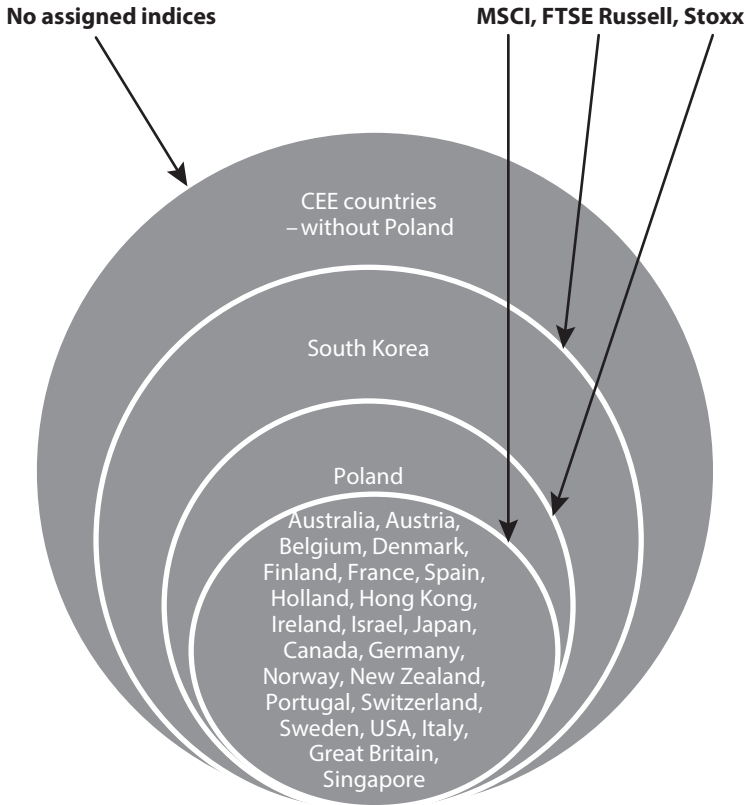 No assigned indices
MSCI, FTSE Russell, Stoxx
CEE countries
– without Poland
South Korea
Poland
Australia, Austria,
Belgium, Denmark,
Finland, France, Spain,
Holland, Hong Kong,
Ireland, Israel, Japan,
Canada, Germany,
Norway, New Zealand,
Portugal, Switzerland,
Sweden, USA, Italy,
Great Britain,
Singapore